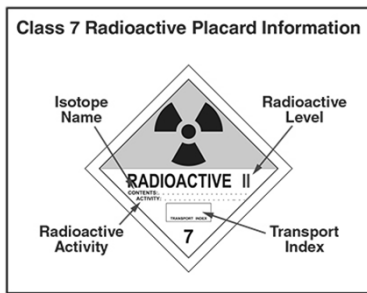 Class 7 Radioactive Placard Information
Isotope
Name
Radioactive
Level
RADIOACTIVE II
CONTENTS:
ACTIVITY:
TRANSPORT INDEX
7
Radioactive
Activity
Transport
Index